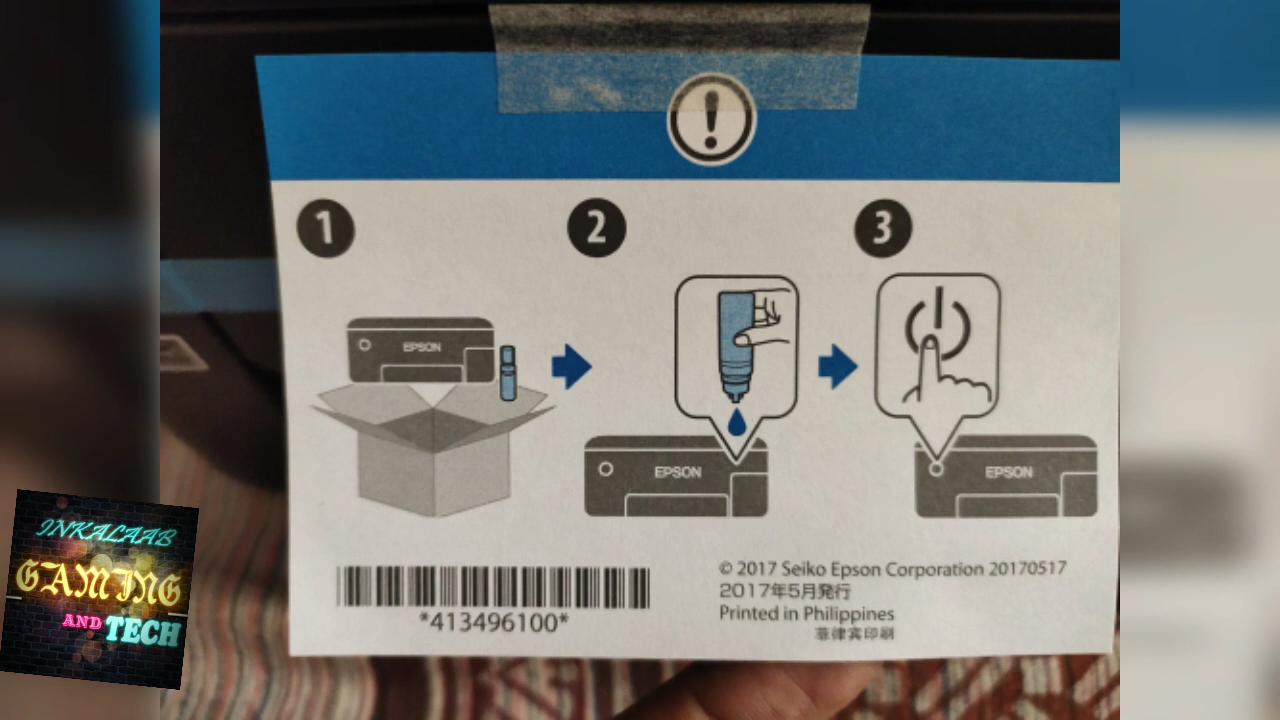 1
2
3
EPSON
EPSON
EPSON
*413496100*
© 2017 Seiko Epson Corporation 20170517
2017年5月発行
Printed in Philippines
菲律宾印刷
INKALAAB
GAMING
AND TECH